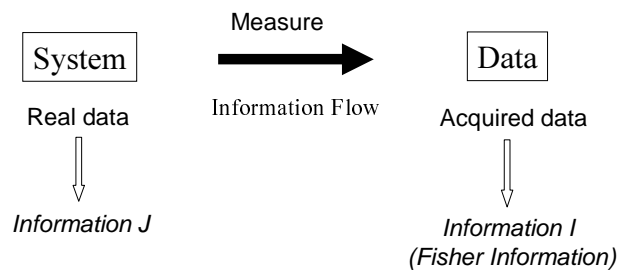 Measure
System
Data
Real data
Information Flow
Acquired data
Information J
Information I
(Fisher Information)